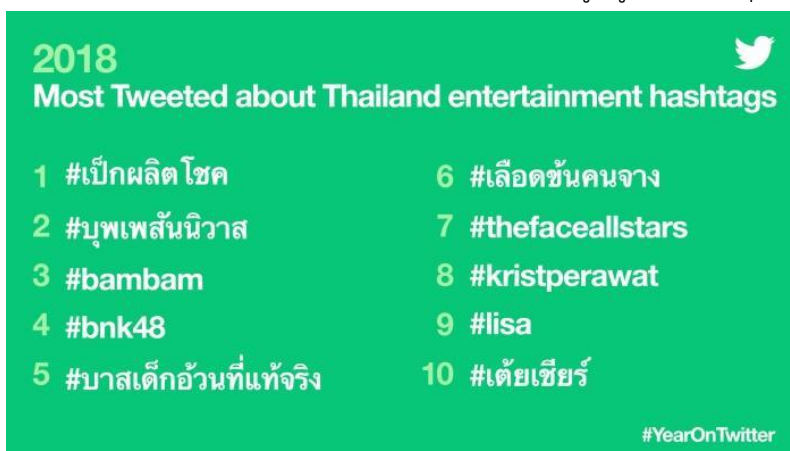 2018
Most Tweeted about Thailand entertainment hashtags
1 #เป็กผลิตโชค
2 #บุพเพสันนิวาส
3 #bambam
4 #bnk48
5 #บาสเด็กอ้วนที่แท้จริง
6 #เลือดข้นคนจาง
7 #thefaceallstars
8 #kristperawat
9 #lisa
10 #เต้ยเชียร์
#YearOnTwitter